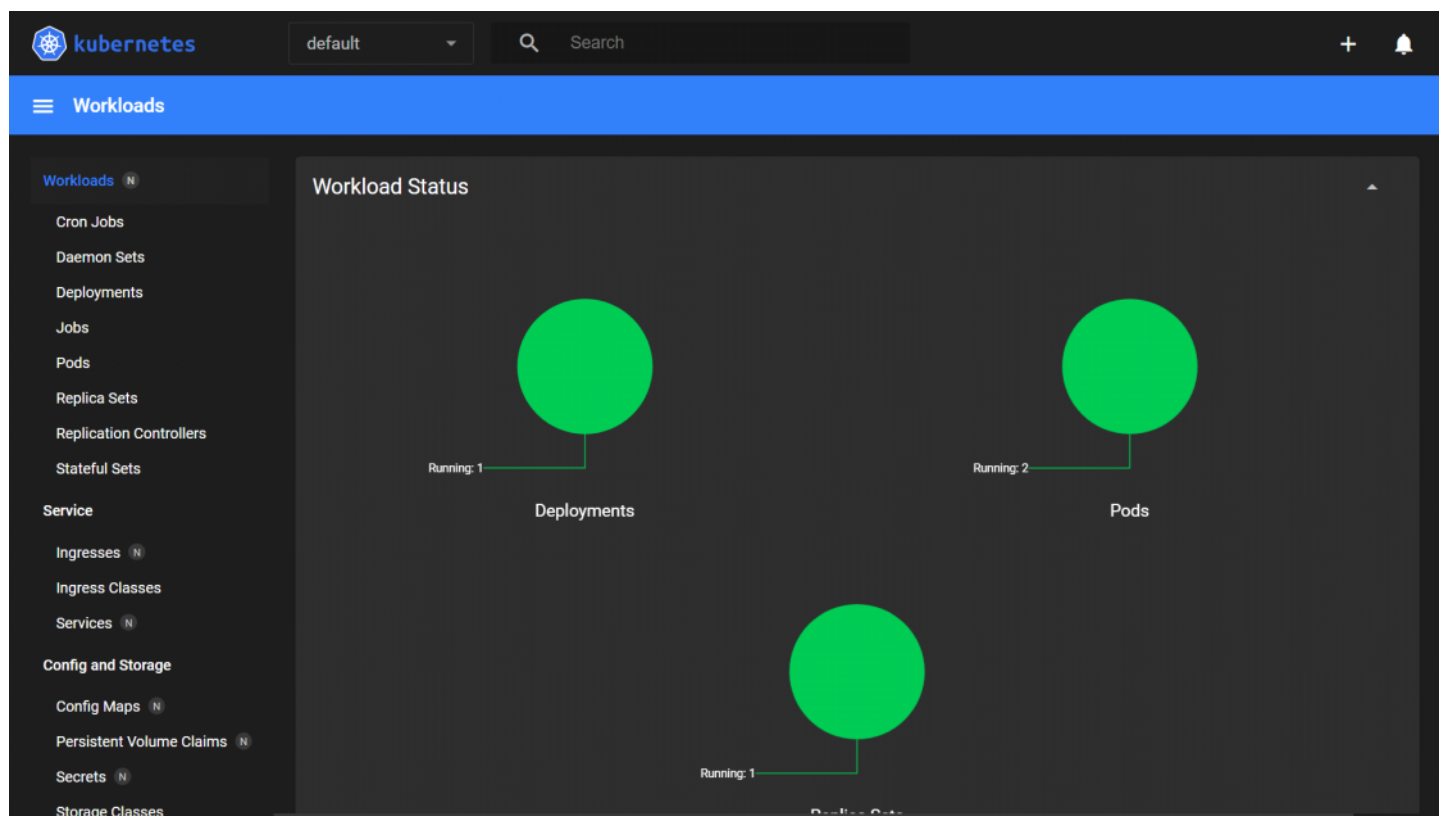 kubernetes
default
Search
Workloads
Workloads N
Cron Jobs
Daemon Sets
Deployments
Jobs
Pods
Replica Sets
Replication Controllers
Stateful Sets
Service
Ingresses N
Ingress Classes
Services N
Config and Storage
Config Maps N
Persistent Volume Claims N
Secrets N
Storage Classes
Workload Status
Running: 1
Deployments
Running: 2
Pods
Running: 1
Replica Sets